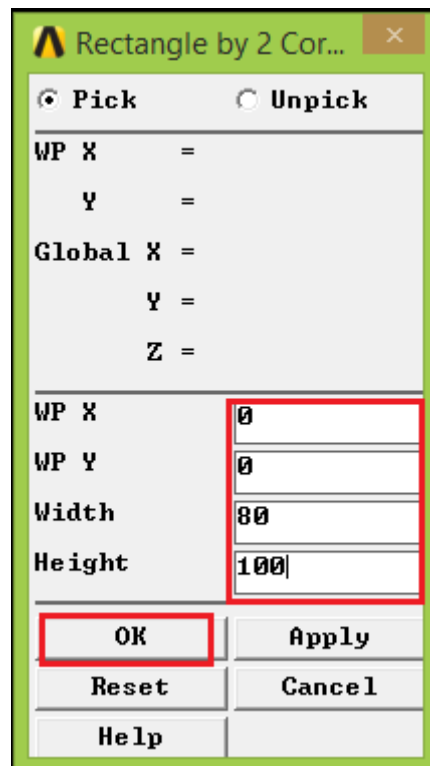 Rectangle by 2 Cor...
Pick Unpick
WP X =
Y =
Global X =
Y =
Z =
WP X 0
WP Y 0
Width 80
Height 100
OK Apply
Reset Cancel
Help